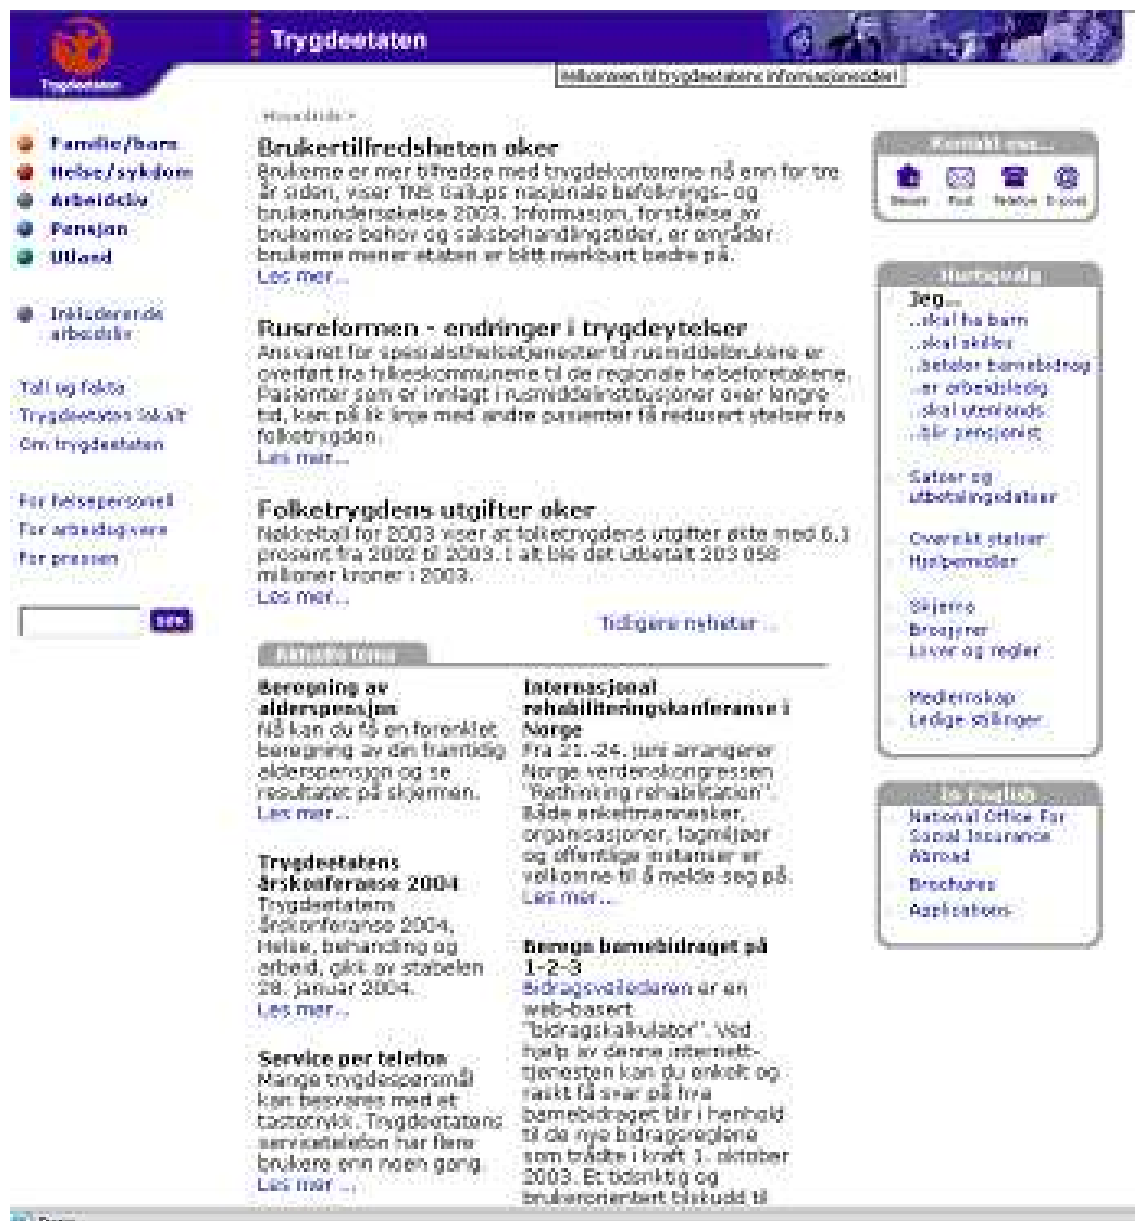 Trygdeetaten
Trygdeetaten
Velkommen til trygdeetatens informasjonssider!
Familie/barn
Helse/sykdom
Arbeidsliv
Pensjon
Utland
Inkluderende
arbeidsliv
Tall og fakta
Trygdeetaten lokalt
Om trygdeetaten
For helsepersonell
For arbeidsgivere
For pressen
SØK
Hovedside >
Brukertilfredsheten øker
Brukerne er mer tilfredse med trygdekontorene nå enn for tre
år siden, viser TNS Gallups nasjonale befolknings- og
brukerundersøkelse 2003. Informasjon, forståelse av
brukernes behov og saksbehandlingstider, er områder
brukerne mener etaten er blitt merkbart bedre på.
Les mer...
Rusreformen - endringer i trygdeytelser
Ansvaret for spesialisthelsetjenester til rusmiddelbrukere er
overført fra fylkeskommunene til de regionale helseforetakene.
Pasienter som er innlagt i rusmiddelinstitusjoner over lengre
tid, kan på lik linje med andre pasienter få redusert ytelser fra
folketrygden.
Les mer...
Folketrygdens utgifter øker
Nøkkeltall for 2003 viser at folketrygdens utgifter økte med 6,1
prosent fra 2002 til 2003. I alt ble det utbetalt 203 058
millioner kroner i 2003.
Les mer...
Tidligere nyheter ...
Aktuelle tema
Beregning av
alderspensjon
Nå kan du få en forenklet
beregning av din framtidig
alderspensjon og se
resultatet på skjermen.
Les mer...
Trygdeetatens
årskonferanse 2004
Trygdeetatens
årskonferanse 2004,
Helse, behandling og
arbeid, gikk av stabelen
28. januar 2004.
Les mer...
Service per telefon
Mange trygdespørsmål
kan besvares med et
tastetrykk. Trygdeetatens
servicetelefon har flere
brukere enn noen gang.
Les mer ...
Internasjonal
rehabiliteringskonferanse i
Norge
Fra 21.-24. juni arrangerer
Norge verdenskongressen
"Rethinking rehabilitation".
Både enkeltmennesker,
organisasjoner, fagmiljøer
og offentlige instanser er
velkomne til å melde seg på.
Les mer...
Beregn barnebidraget på
1-2-3
Bidragsveilederen er en
web-basert
"bidragskalkulator". Ved
hjelp av denne internett-
tjenesten kan du enkelt og
raskt få svar på hva
barnebidraget blir i henhold
til de nye bidragsreglene
som trådte i kraft 1. oktober
2003. Et tidsriktig og
brukerorientert tilskudd til
Kontakt oss...
Besøk Post Telefon E-post
Hurtigvalg
Jeg...
...skal ha barn
...skal skilles
...betaler barnebidrag
...er arbeidsledig
...skal utenlands
...blir pensjonist
Satser og
utbetalingsdatoer
Oversikt ytelser
Hjelpemidler
Skjema
Brosjyrer
Lover og regler
Medlemskap
Ledige stillinger
In English
National Office For
Social Insurance
Abroad
Brochures
Applications